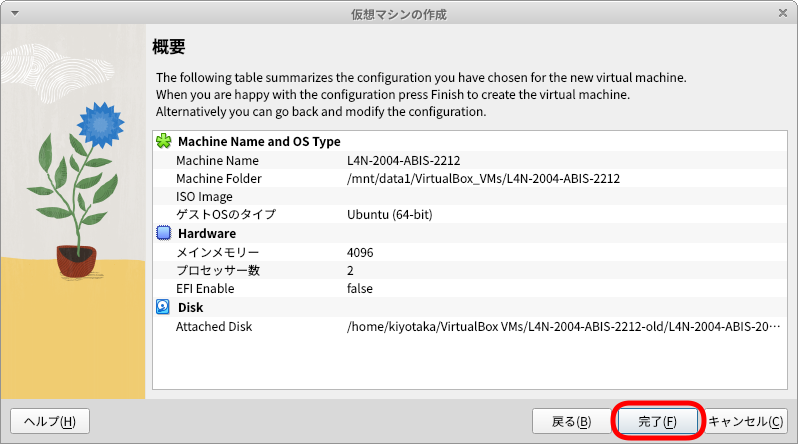 仮想マシンの作成
概要
The following table summarizes the configuration you have chosen for the new virtual machine.
When you are happy with the configuration press Finish to create the virtual machine.
Alternatively you can go back and modify the configuration.
Machine Name and OS Type
Machine Name L4N-2004-ABIS-2212
Machine Folder /mnt/data1/VirtualBox_VMs/L4N-2004-ABIS-2212
ISO Image
ゲストOSのタイプ Ubuntu (64-bit)
Hardware
メインメモリー 4096
プロセッサー数 2
EFI Enable false
Disk
Attached Disk /home/kiyotaka/VirtualBox VMs/L4N-2004-ABIS-2212-old/L4N-2004-ABIS-20⋯
ヘルプ(H) 戻る(B) 完了(F) キャンセル(C)